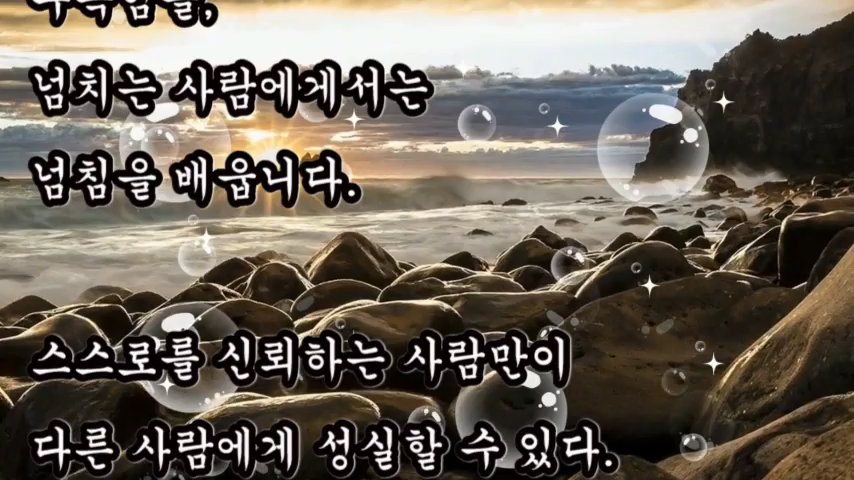 넘치는 사람에게서는
넘침을 배웁니다.
스스로를 신뢰하는 사람만이
다른 사람에게 성실할 수 있다.